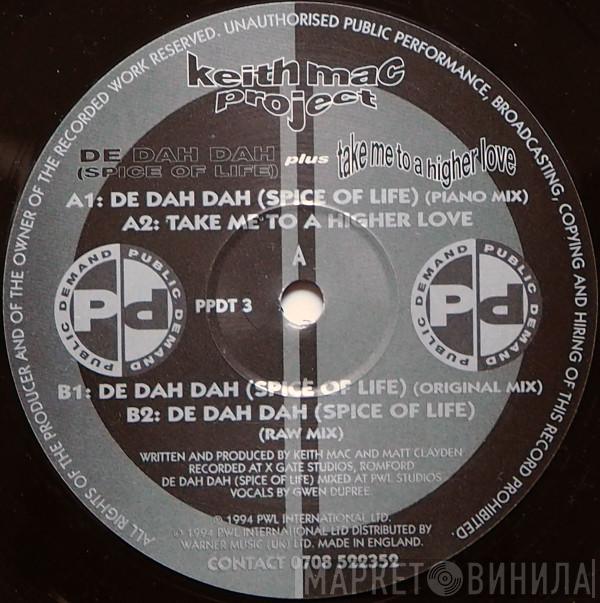 ALL RIGHTS OF THE PRODUCER AND OF THE OWNER OF THE RECORDED WORK RESERVED. UNAUTHORISED PUBLIC PERFORMANCE, BROADCASTING, COPYING AND HIRING OF THIS RECORD PROHIBITED.
keith mac
project
DE DAH DAH
(SPICE OF LIFE)
plus
take me to a higher love
A1: DE DAH DAH (SPICE OF LIFE) (PIANO MIX)
A2: TAKE ME TO A HIGHER LOVE
A
PUBLIC DEMAND PUBLIC DEMAND
Pd
PPDT 3
PUBLIC DEMAND PUBLIC DEMAND
Pd
B1: DE DAH DAH (SPICE OF LIFE) (ORIGINAL MIX)
B2: DE DAH DAH (SPICE OF LIFE)
(RAW MIX)
WRITTEN AND PRODUCED BY KEITH MAC AND MATT CLAYDEN
RECORDED AT X GATE STUDIOS, ROMFORD
DE DAH DAH (SPICE OF LIFE) MIXED AT PWL STUDIOS
VOCALS BY GWEN DUPREE
℗ 1994 PWL INTERNATIONAL LTD.
© 1994 PWL INTERNATIONAL LTD DISTRIBUTED BY
WARNER MUSIC (UK) LTD. MADE IN ENGLAND.
CONTACT 0708 522352
МАРКЕТ ВИНИЛА